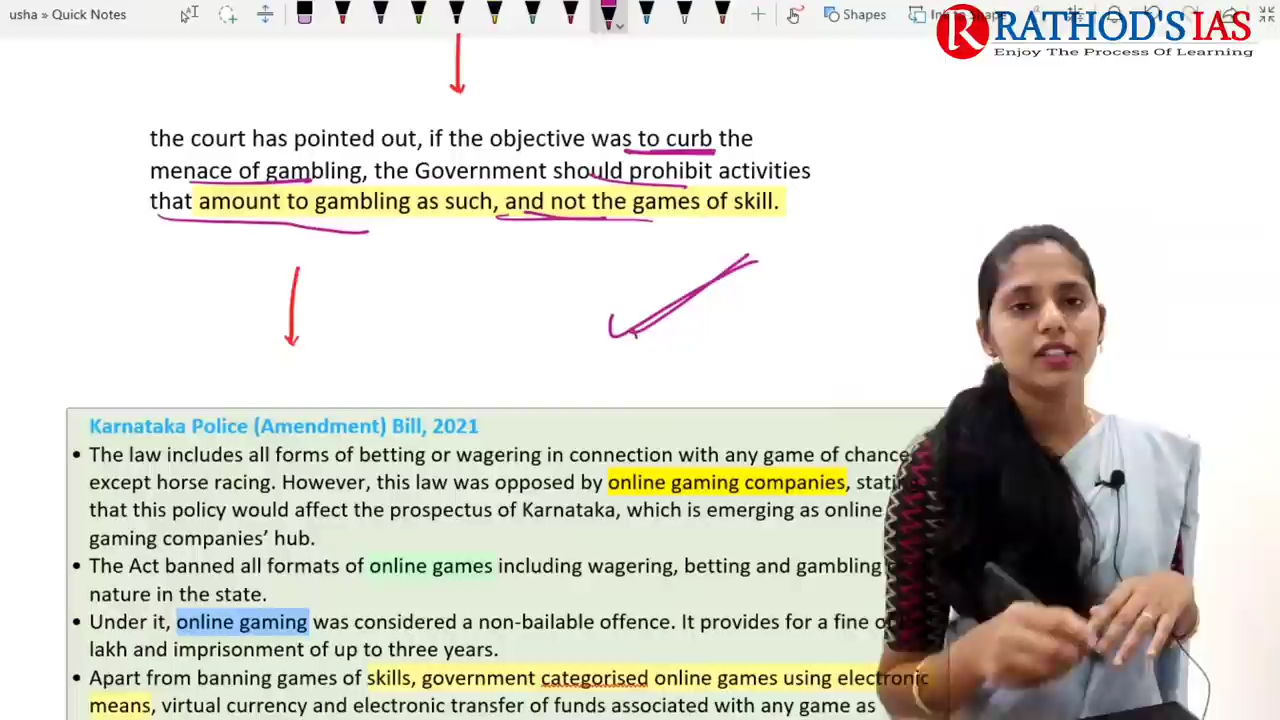 usha » Quick Notes
Shapes
Ink to Shape
RATHOD'S IAS
Enjoy The Process Of Learning
the court has pointed out, if the objective was to curb the
menace of gambling, the Government should prohibit activities
that amount to gambling as such, and not the games of skill.
Karnataka Police (Amendment) Bill, 2021
• The law includes all forms of betting or wagering in connection with any game of chance
except horse racing. However, this law was opposed by online gaming companies,
that this policy would affect the prospectus of Karnataka, which is emerging as online
gaming companies' hub.
• The Act banned all formats of online games including wagering, betting and gambling
nature in the state.
• Under it, online gaming was considered a non-bailable offence. It provides for a fine
lakh and imprisonment of up to three years.
• Apart from banning games of skills, government categorised online games using electronic
means, virtual currency and electronic transfer of funds associated with any game as